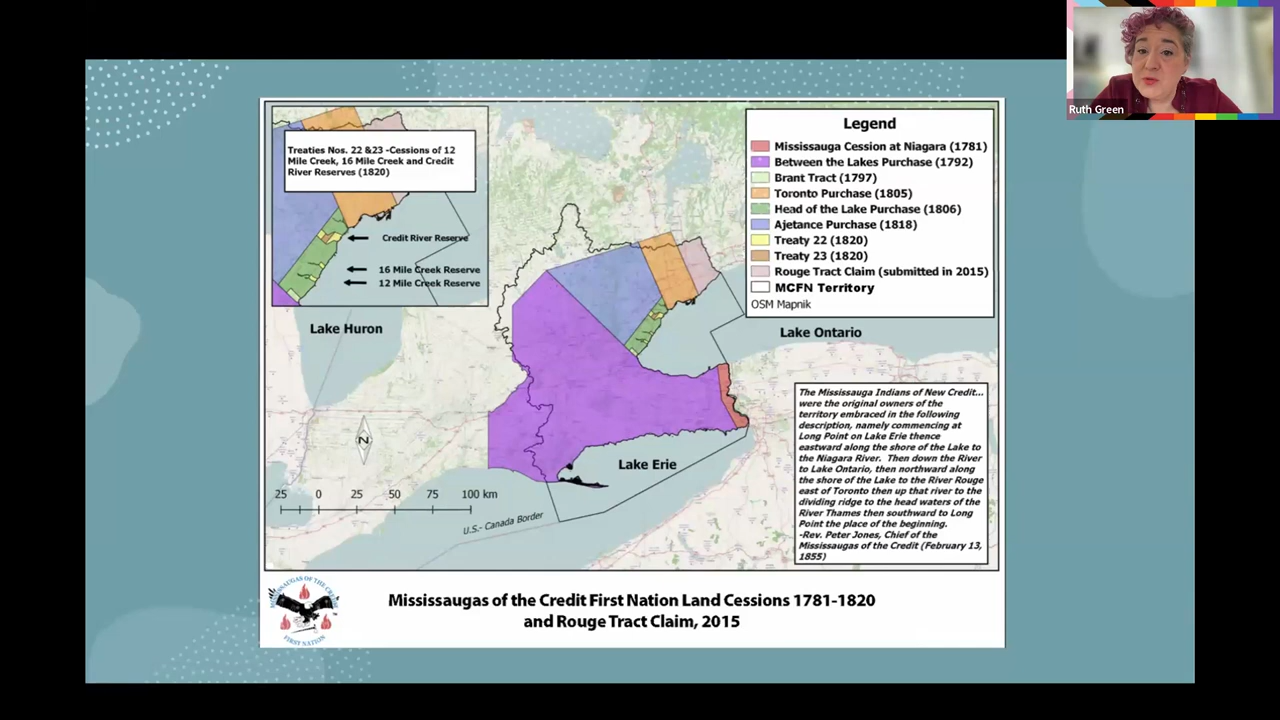 Ruth Green
Treaties Nos. 22 &23 -Cessions of 12
Mile Creek, 16 Mile Creek and Credit
River Reserves (1820)
Credit River Reserve
16 Mile Creek Reserve
12 Mile Creek Reserve
Legend
Mississauga Cession at Niagara (1781)
Between the Lakes Purchase (1792)
Brant Tract (1797)
Toronto Purchase (1805)
Head of the Lake Purchase (1806)
Ajetance Purchase (1818)
Treaty 22 (1820)
Treaty 23 (1820)
Rouge Tract Claim (submitted in 2015)
MCFN Territory
OSM Mapnik
Lake Huron
Lake Ontario
Lake Erie
The Mississauga Indians of New Credit...
were the original owners of the
territory embraced in the following
description, namely commencing at
Long Point on Lake Erie thence
eastward along the shore of the Lake to
the Niagara River. Then down the River
to Lake Ontario, then northward along
the shore of the Lake to the River Rouge
east of Toronto then up that river to the
dividing ridge to the head waters of the
River Thames then southward to Long
Point the place of the beginning.
-Rev. Peter Jones, Chief of the
Mississaugas of the Credit (February 13,
1855)
N
25 0 25 50 75 100 km
U.S.- Canada Border
MISSISSAUGAS OF THE CREDIT
FIRST NATION
Mississaugas of the Credit First Nation Land Cessions 1781-1820
and Rouge Tract Claim, 2015